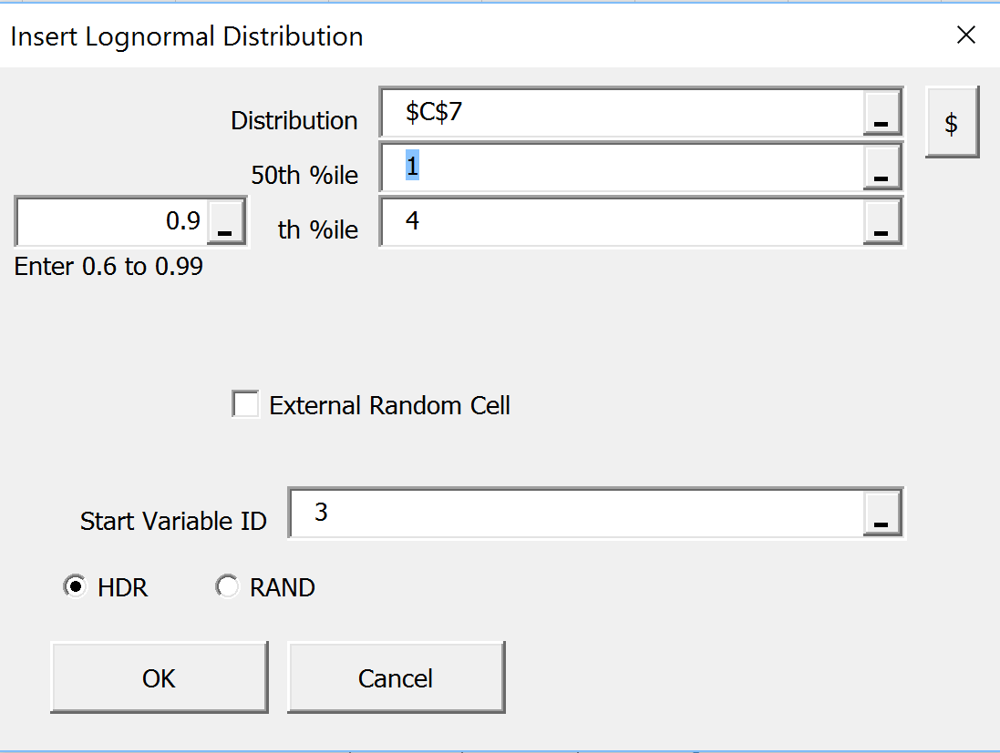 Insert Lognormal Distribution
Distribution $C$7 $
50th %ile 1
0.9 th %ile 4
Enter 0.6 to 0.99
External Random Cell
Start Variable ID 3
HDR RAND
OK Cancel